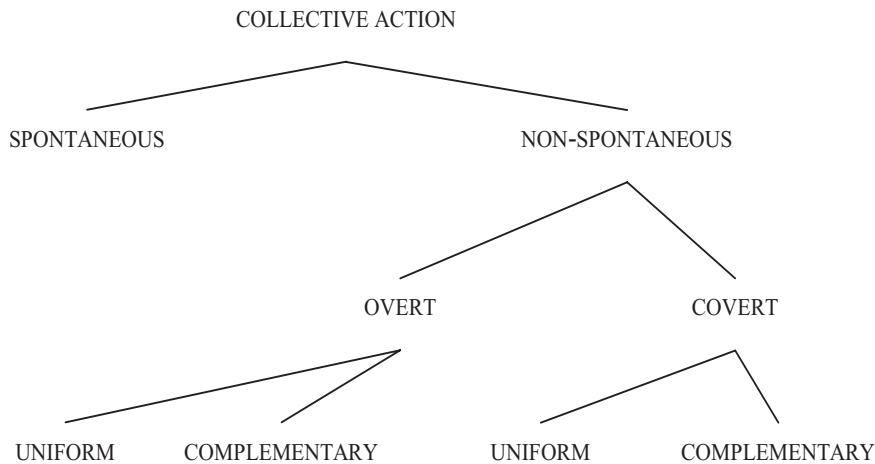 COLLECTIVE ACTION
SPONTANEOUS NON-SPONTANEOUS
OVERT COVERT
UNIFORM COMPLEMENTARY UNIFORM COMPLEMENTARY